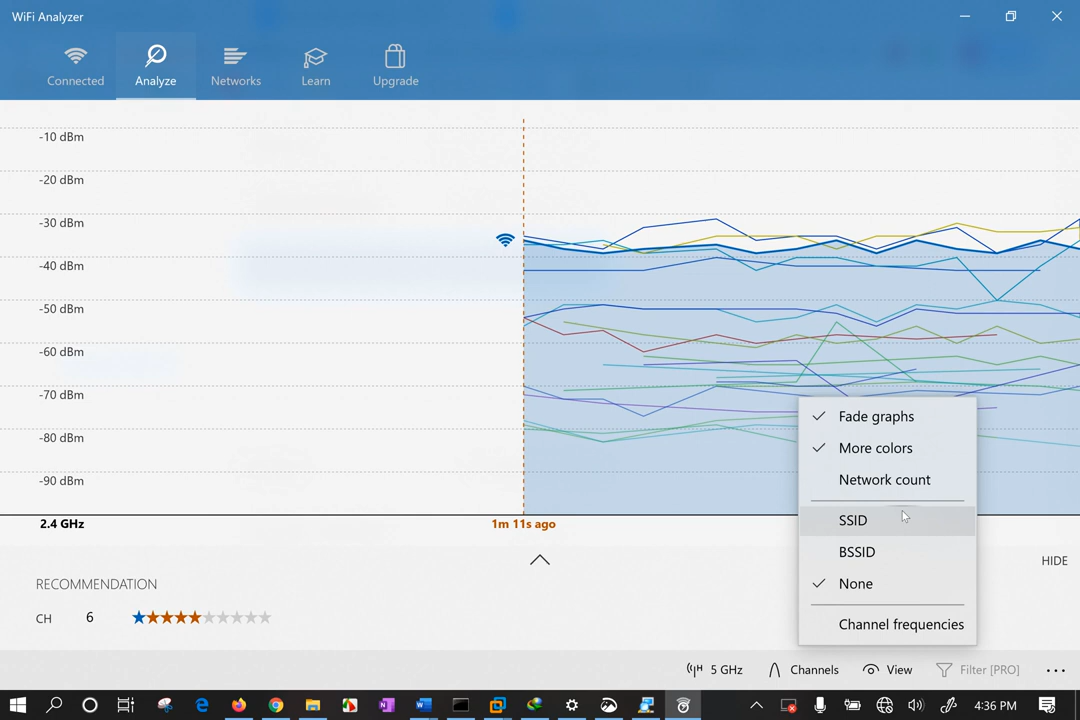 WiFi Analyzer
Connected
Analyze
Networks
Learn
Upgrade
-10 dBm
-20 dBm
-30 dBm
-40 dBm
-50 dBm
-60 dBm
-70 dBm
-80 dBm
-90 dBm
2.4 GHz
1m 11s ago
Fade graphs
More colors
Network count
SSID
BSSID
None
Channel frequencies
HIDE
RECOMMENDATION
CH 6
5 GHz
Channels
View
Filter [PRO]
4:36 PM